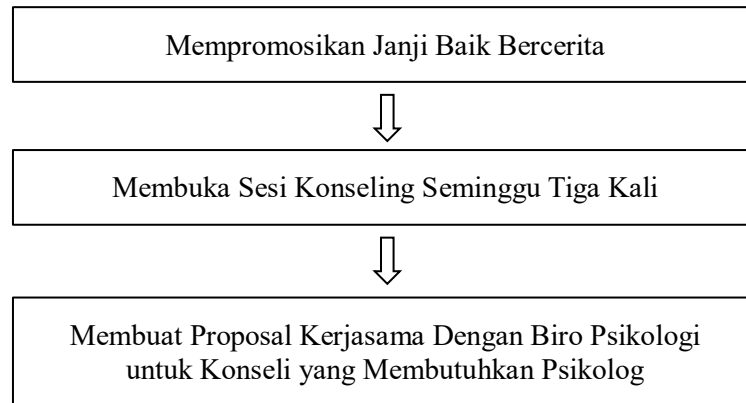 Mempromosikan Janji Baik Bercerita
Membuka Sesi Konseling Seminggu Tiga Kali
Membuat Proposal Kerjasama Dengan Biro Psikologi
untuk Konseli yang Membutuhkan Psikolog